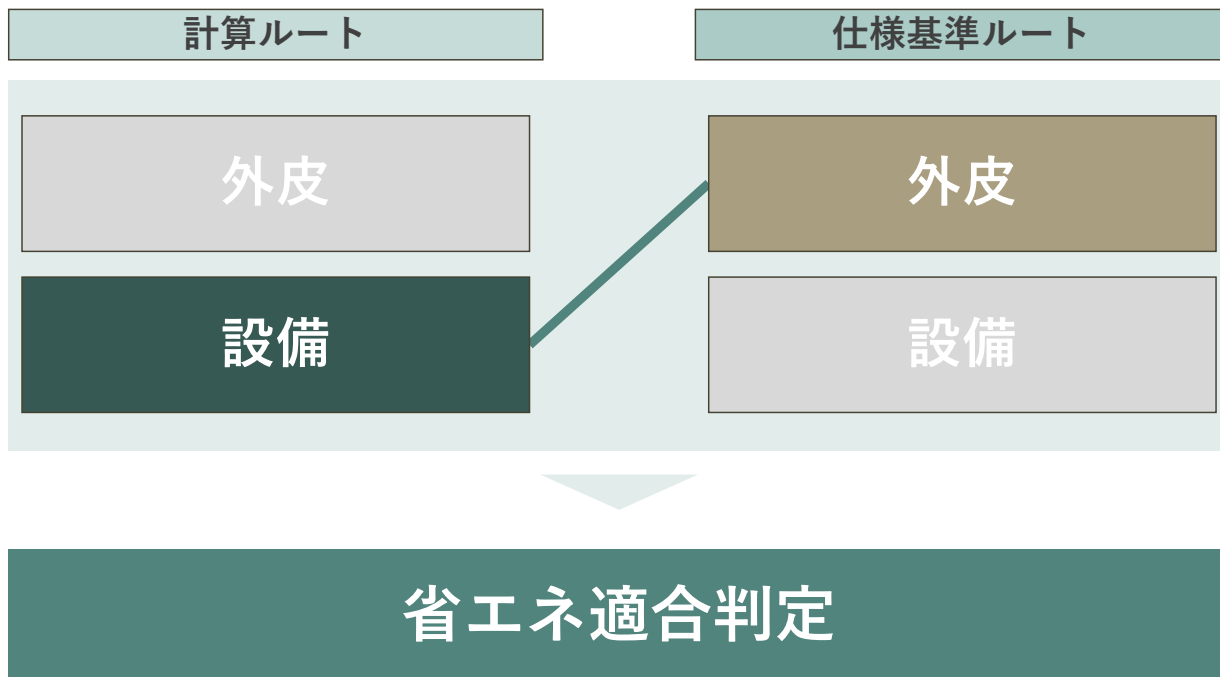 計算ルート
仕様基準ルート
外皮
外皮
設備
設備
省エネ適合判定